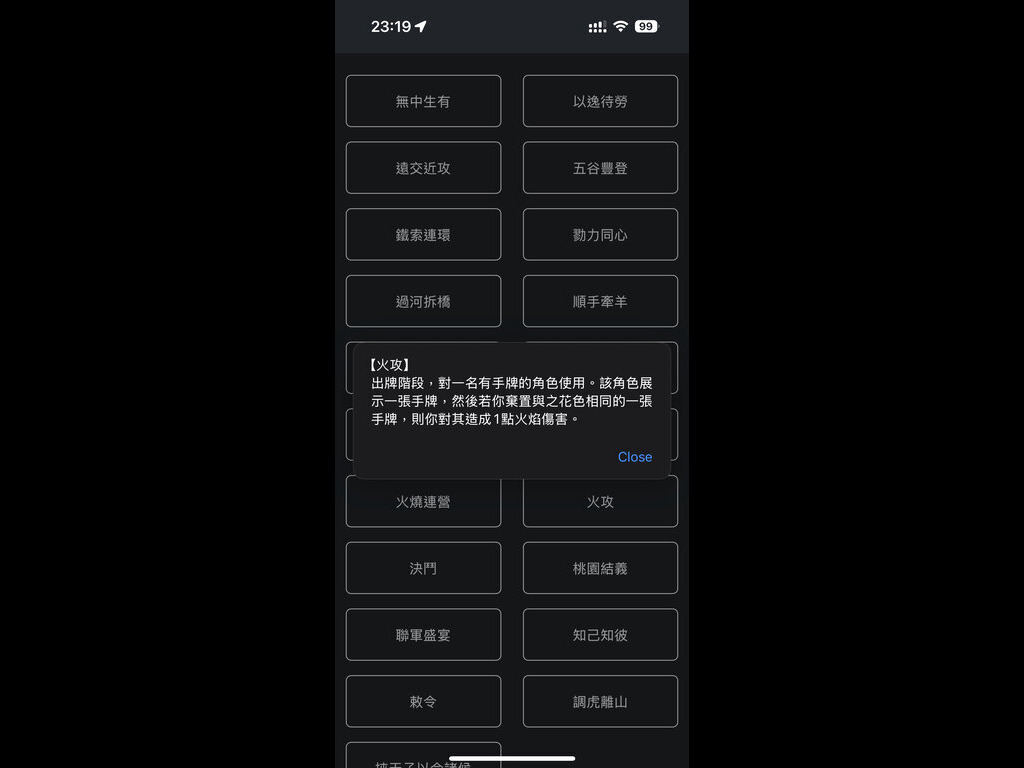 23:19
99
無中生有
以逸待勞
遠交近攻
五谷豐登
鐵索連環
勠力同心
過河拆橋
順手牽羊
【火攻】
出牌階段，對一名有手牌的角色使用。該角色展
示一張手牌，然後若你棄置與之花色相同的一張
手牌，則你對其造成1點火焰傷害。
Close
火燒連營
火攻
決鬥
桃園結義
聯軍盛宴
知己知彼
敕令
調虎離山